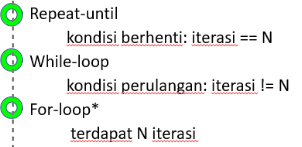 Repeat-until
kondisi berhenti: iterasi == N
While-loop
kondisi perulangan: iterasi != N
For-loop*
terdapat N iterasi